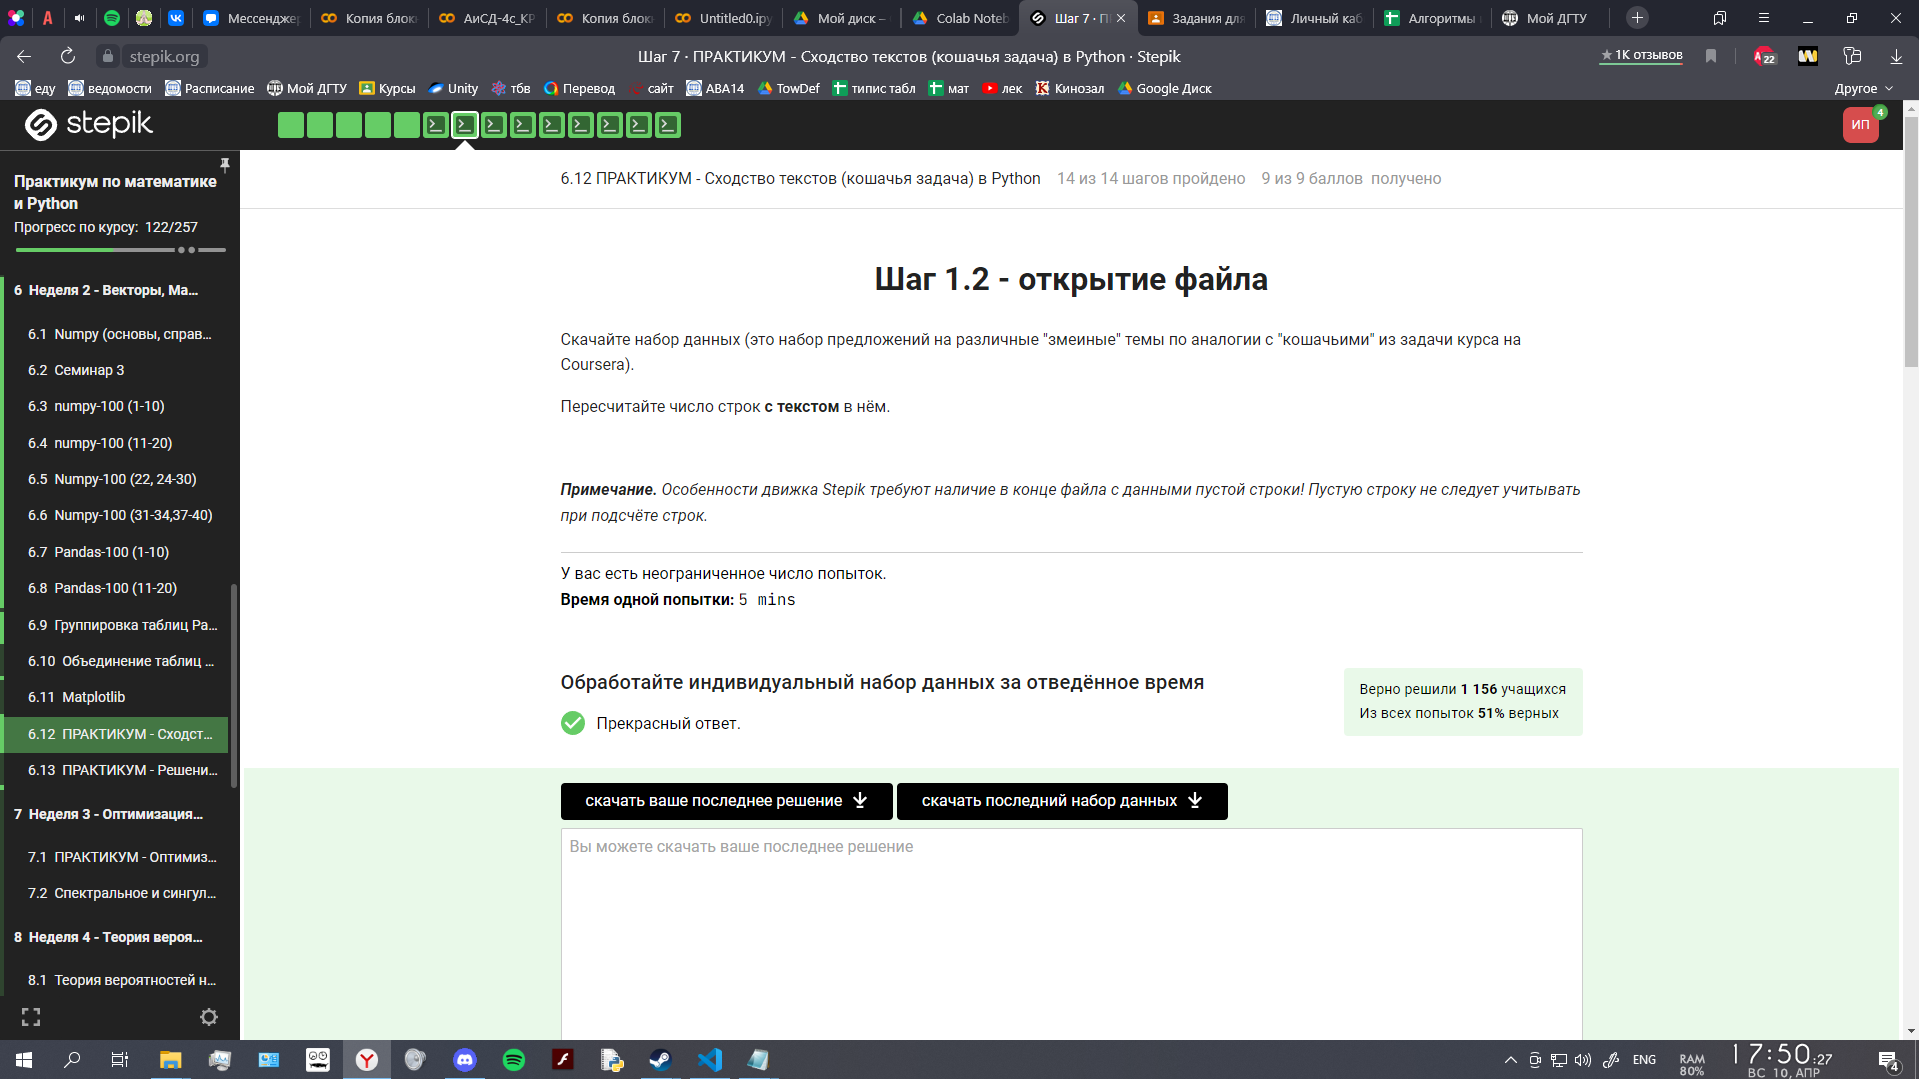 Мессендже
Копия блок
АиСД-4с_КР
Копия блок
Untitled0.ipy
Мой диск –
Colab Noteb
Шаг 7 · П
Задания для
Личный каб
Алгоритмы
Мой ДГТУ
stepik.org
Шаг 7 · ПРАКТИКУМ - Сходство текстов (кошачья задача) в Python · Stepik
★ 1K отзывов
22
еду
ведомости
Расписание
Мой ДГТУ
Курсы
Unity
тбв
Перевод
сайт
АВА14
TowDef
типис табл
мат
лек
Кинозал
Google Диск
Другое
stepik
ИП
4
Практикум по математике
и Python
Прогресс по курсу: 122/257
6 Неделя 2 - Векторы, Ма...
6.1 Numpy (основы, справ...
6.2 Семинар 3
6.3 numpy-100 (1-10)
6.4 numpy-100 (11-20)
6.5 Numpy-100 (22, 24-30)
6.6 Numpy-100 (31-34,37-40)
6.7 Pandas-100 (1-10)
6.8 Pandas-100 (11-20)
6.9 Группировка таблиц Pa...
6.10 Объединение таблиц ...
6.11 Matplotlib
6.12 ПРАКТИКУМ - Сходст...
6.13 ПРАКТИКУМ - Решени...
7 Неделя 3 - Оптимизация...
7.1 ПРАКТИКУМ - Оптимиз...
7.2 Спектральное и сингул...
8 Неделя 4 - Теория вероя...
8.1 Теория вероятностей н...
6.12 ПРАКТИКУМ - Сходство текстов (кошачья задача) в Python 14 из 14 шагов пройдено 9 из 9 баллов получено
Шаг 1.2 - открытие файла
Скачайте набор данных (это набор предложений на различные "змеиные" темы по аналогии с "кошачьими" из задачи курса на
Coursera).
Пересчитайте число строк с текстом в нём.
Примечание. Особенности движка Stepik требуют наличие в конце файла с данными пустой строки! Пустую строку не следует учитывать
при подсчёте строк.
У вас есть неограниченное число попыток.
Время одной попытки: 5 mins
Обработайте индивидуальный набор данных за отведённое время
Прекрасный ответ.
Верно решили 1 156 учащихся
Из всех попыток 51% верных
скачать ваше последнее решение
скачать последний набор данных
Вы можете скачать ваше последнее решение
ENG
RAM
80%
17:50:27
ВС 10, АПР
4